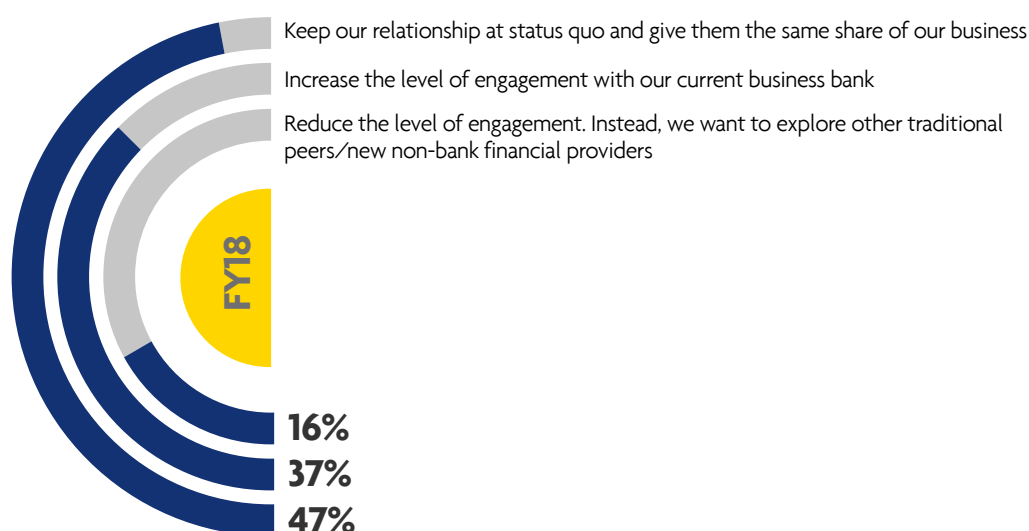 Keep our relationship at status quo and give them the same share of our business
Increase the level of engagement with our current business bank
Reduce the level of engagement. Instead, we want to explore other traditional
peers/new non-bank financial providers
FY18
16%
37%
47%